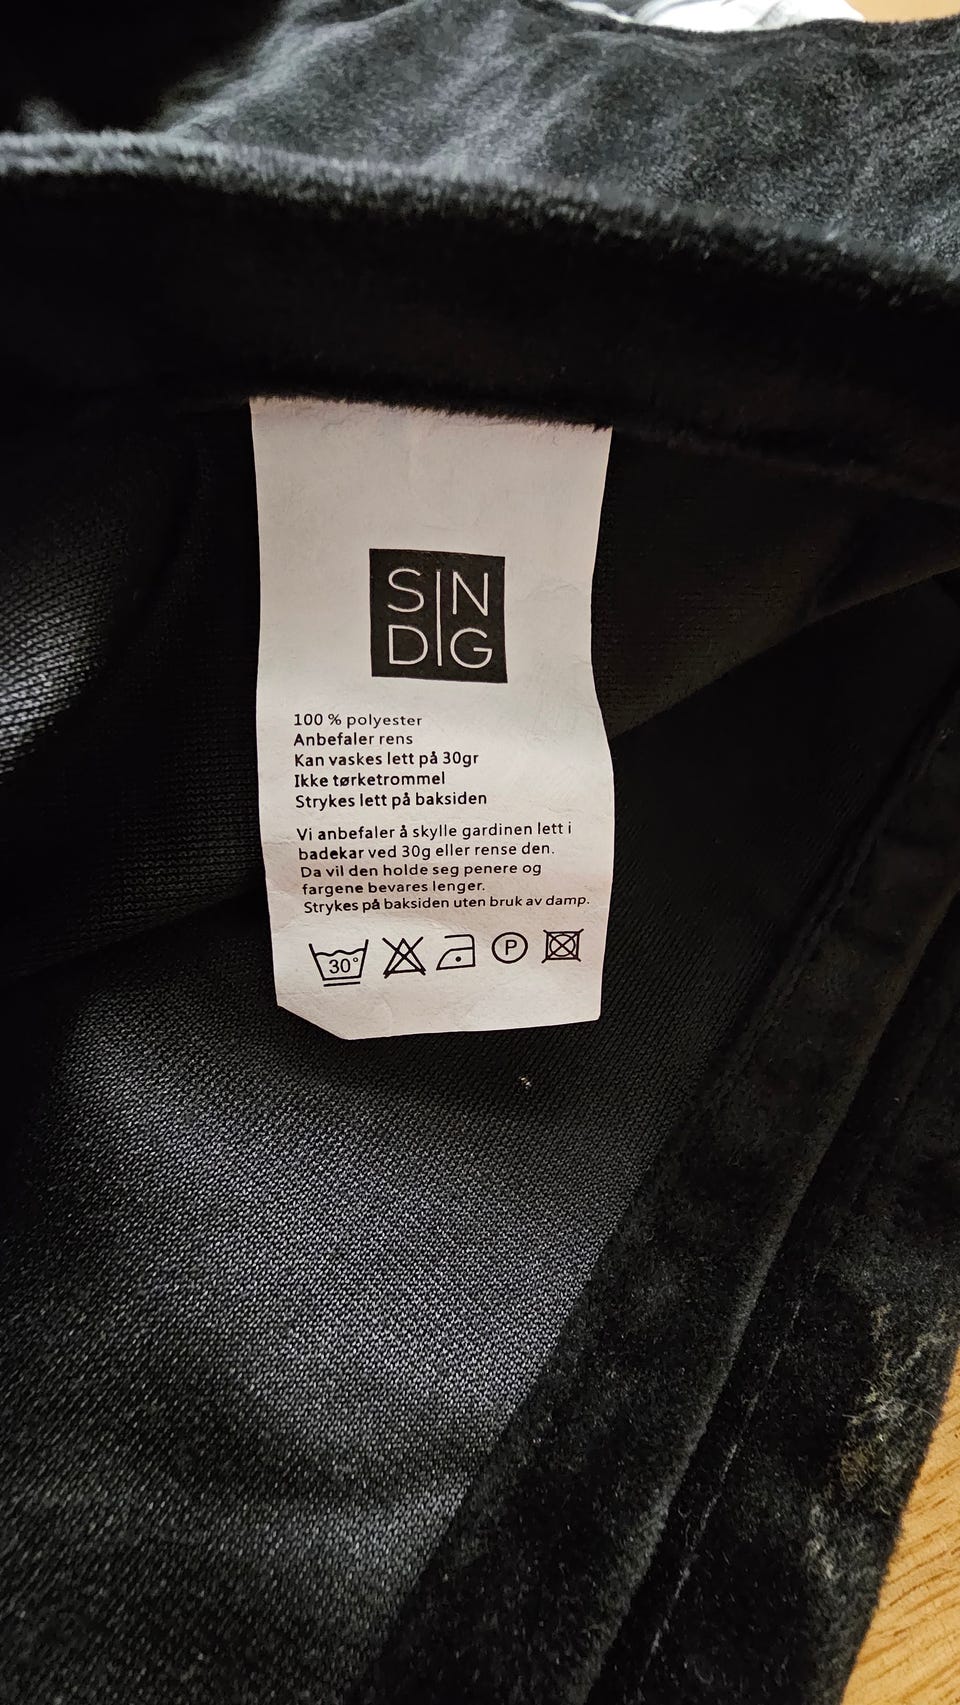 SIN
DIG
100 % polyester
Anbefaler rens
Kan vaskes lett på 30gr
Ikke tørketrommel
Strykes lett på baksiden
Vi anbefaler å skylle gardinen lett i
badekar ved 30g eller rense den.
Da vil den holde seg penere og
fargene bevares lenger.
Strykes på baksiden uten bruk av damp.
30° P